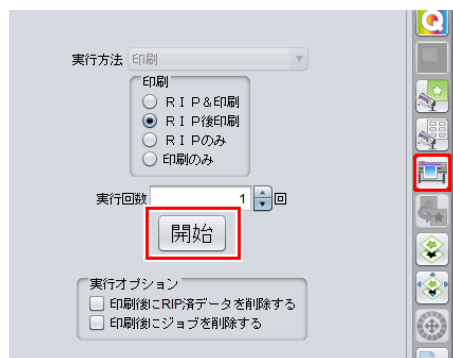 Q
実行方法 印刷
印刷
RIP&印刷
RIP後印刷
RIPのみ
印刷のみ
実行回数 1 回
開始
実行オプション
印刷後にRIP済データを削除する
印刷後にジョブを削除する